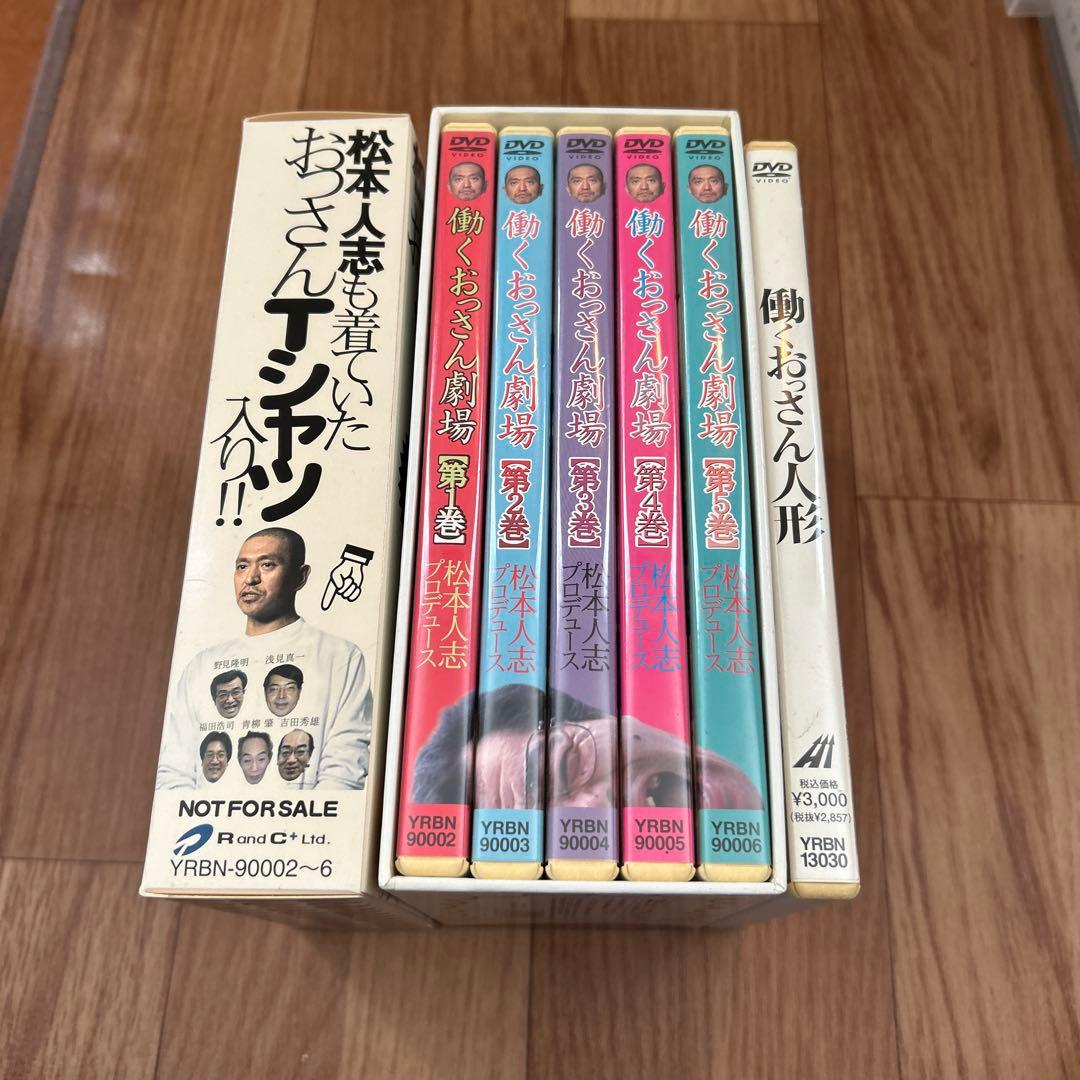 松本人志も着ていた
おっさんTシャツ
入り!!
野見隆明
浅見真一
福田浩司
青柳 肇
吉田秀雄
NOT FOR SALE
R and C+ Ltd.
YRBN-90002〜6
DVD
VIDEO
働くおっさん劇場
【第1巻】
松本人志
プロデュース
YRBN
90002
DVD
VIDEO
働くおっさん劇場
【第2巻】
松本人志
プロデュース
YRBN
90003
DVD
VIDEO
働くおっさん劇場
【第3巻】
松本人志
プロデュース
YRBN
90004
DVD
VIDEO
働くおっさん劇場
【第4巻】
松本人志
プロデュース
YRBN
90005
DVD
VIDEO
働くおっさん劇場
【第5巻】
松本人志
プロデュース
YRBN
90006
DVD
VIDEO
働くおっさん人形
税込価格
¥3,000
(税抜¥2,857)
YRBN
13030